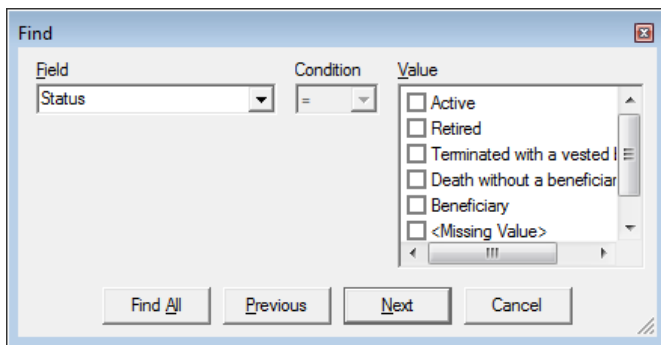 Find
Field Condition Value
Status = Active
Retired
Terminated with a vested
Death without a beneficiar
Beneficiary
<Missing Value>
Find All Previous Next Cancel